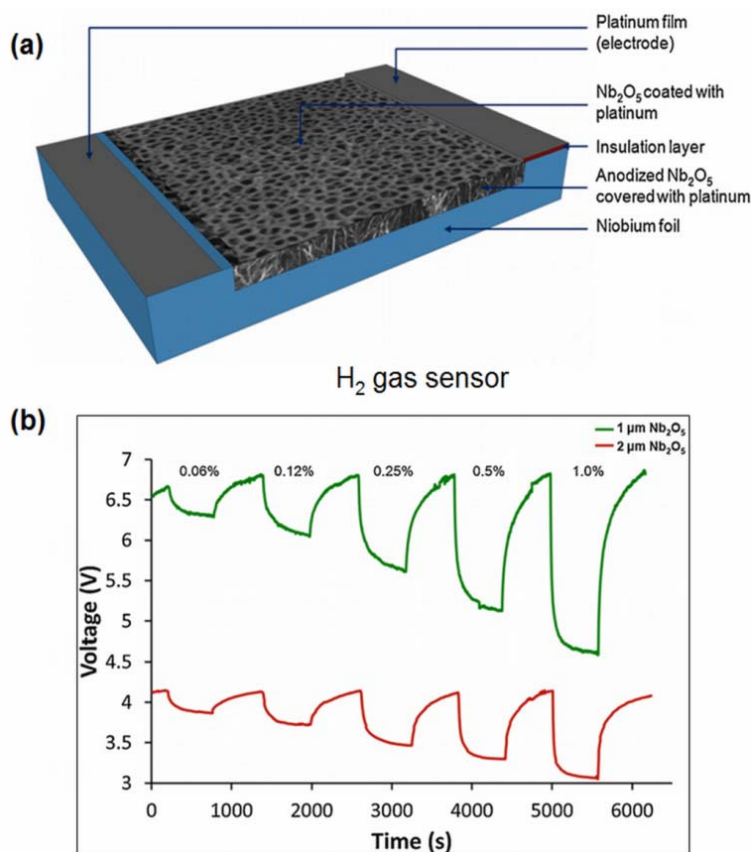 (a)
Platinum film
(electrode)
Nb₂O₅ coated with
platinum
Insulation layer
Anodized Nb₂O₅
covered with platinum
Niobium foil
H₂ gas sensor
(b)
1 μm Nb₂O₅
2 μm Nb₂O₅
0.06% 0.12% 0.25% 0.5% 1.0%
7
6.5
6
5.5
5
4.5
4
3.5
3
Voltage (V)
0 1000 2000 3000 4000 5000 6000
Time (s)